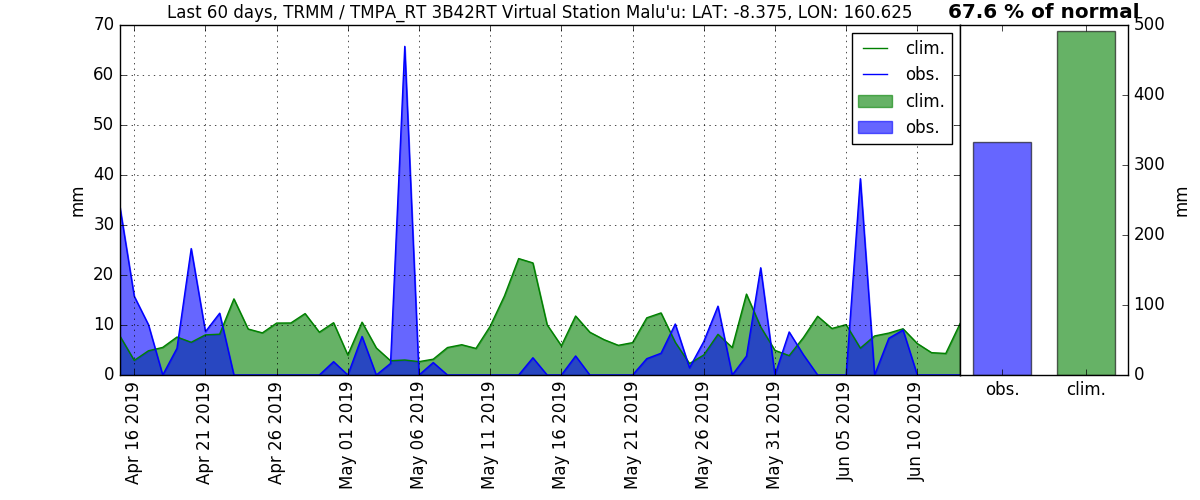 Last 60 days, TRMM / TMPA_RT 3B42RT Virtual Station Malu'u: LAT: -8.375, LON: 160.625
67.6 % of normal
70
60
50
40
30
20
10
0
mm
clim.
obs.
clim.
obs.
500
400
300
200
100
0
mm
obs.
clim.
Apr 16 2019
Apr 21 2019
Apr 26 2019
May 01 2019
May 06 2019
May 11 2019
May 16 2019
May 21 2019
May 26 2019
May 31 2019
Jun 05 2019
Jun 10 2019